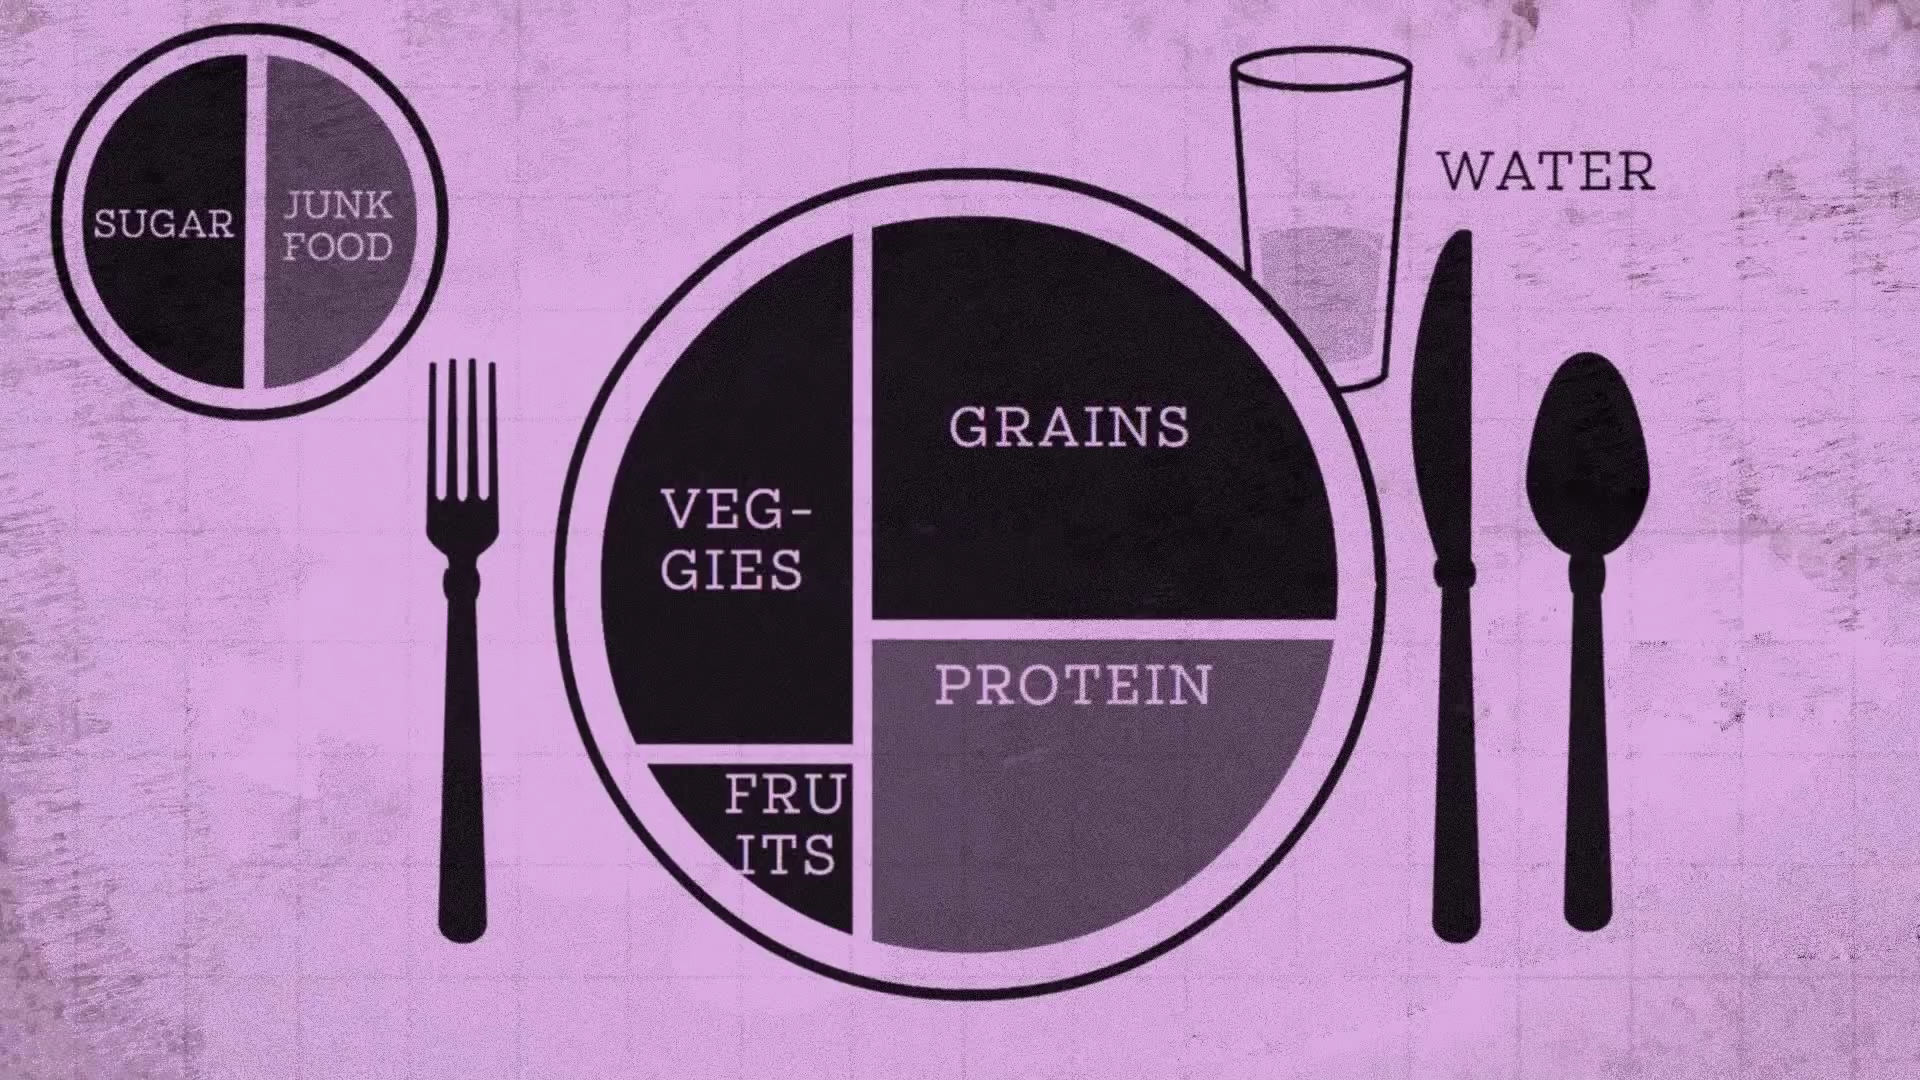 SUGAR
JUNK
FOOD
WATER
GRAINS
VEG-
GIES
PROTEIN
FRU
ITS